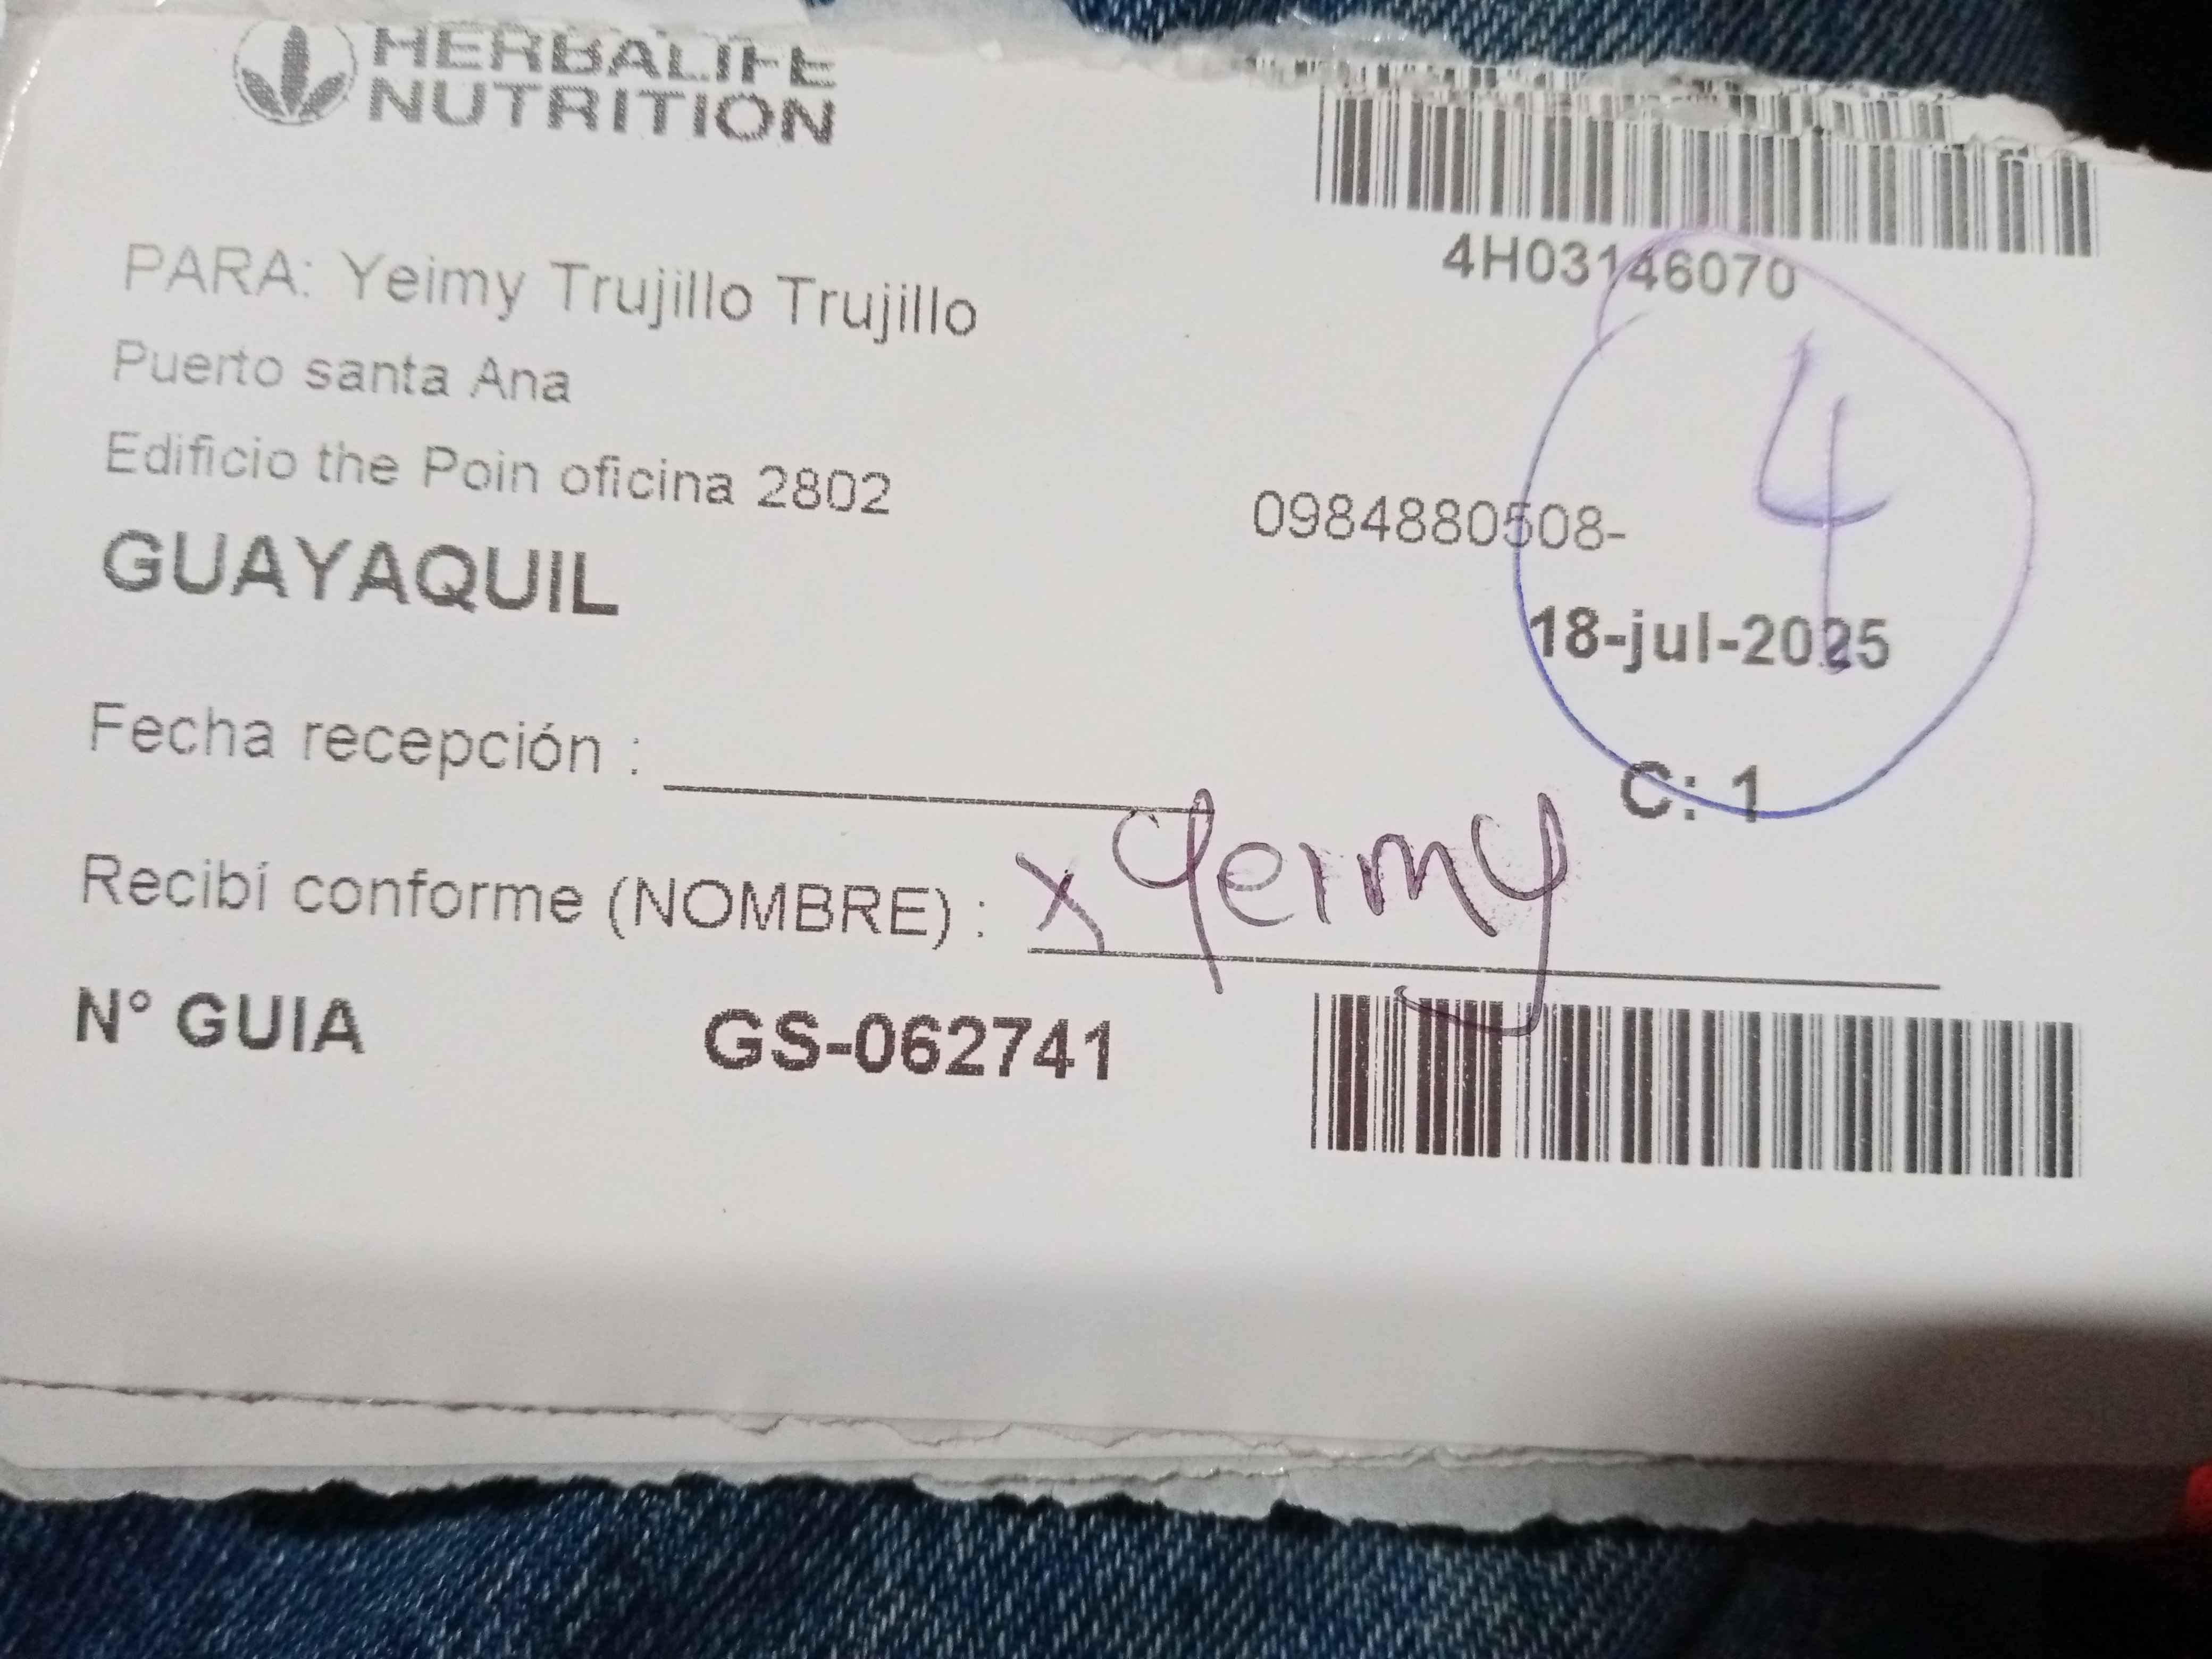 HERBALIFE
NUTRITION
4H03146070
PARA: Yeimy Trujillo Trujillo
Puerto santa Ana
Edificio the Poin oficina 2802
0984880508-
4
GUAYAQUIL
18-jul-2025
Fecha recepción :
C: 1
Recibí conforme (NOMBRE) : x Yeimy
N° GUIA GS-062741